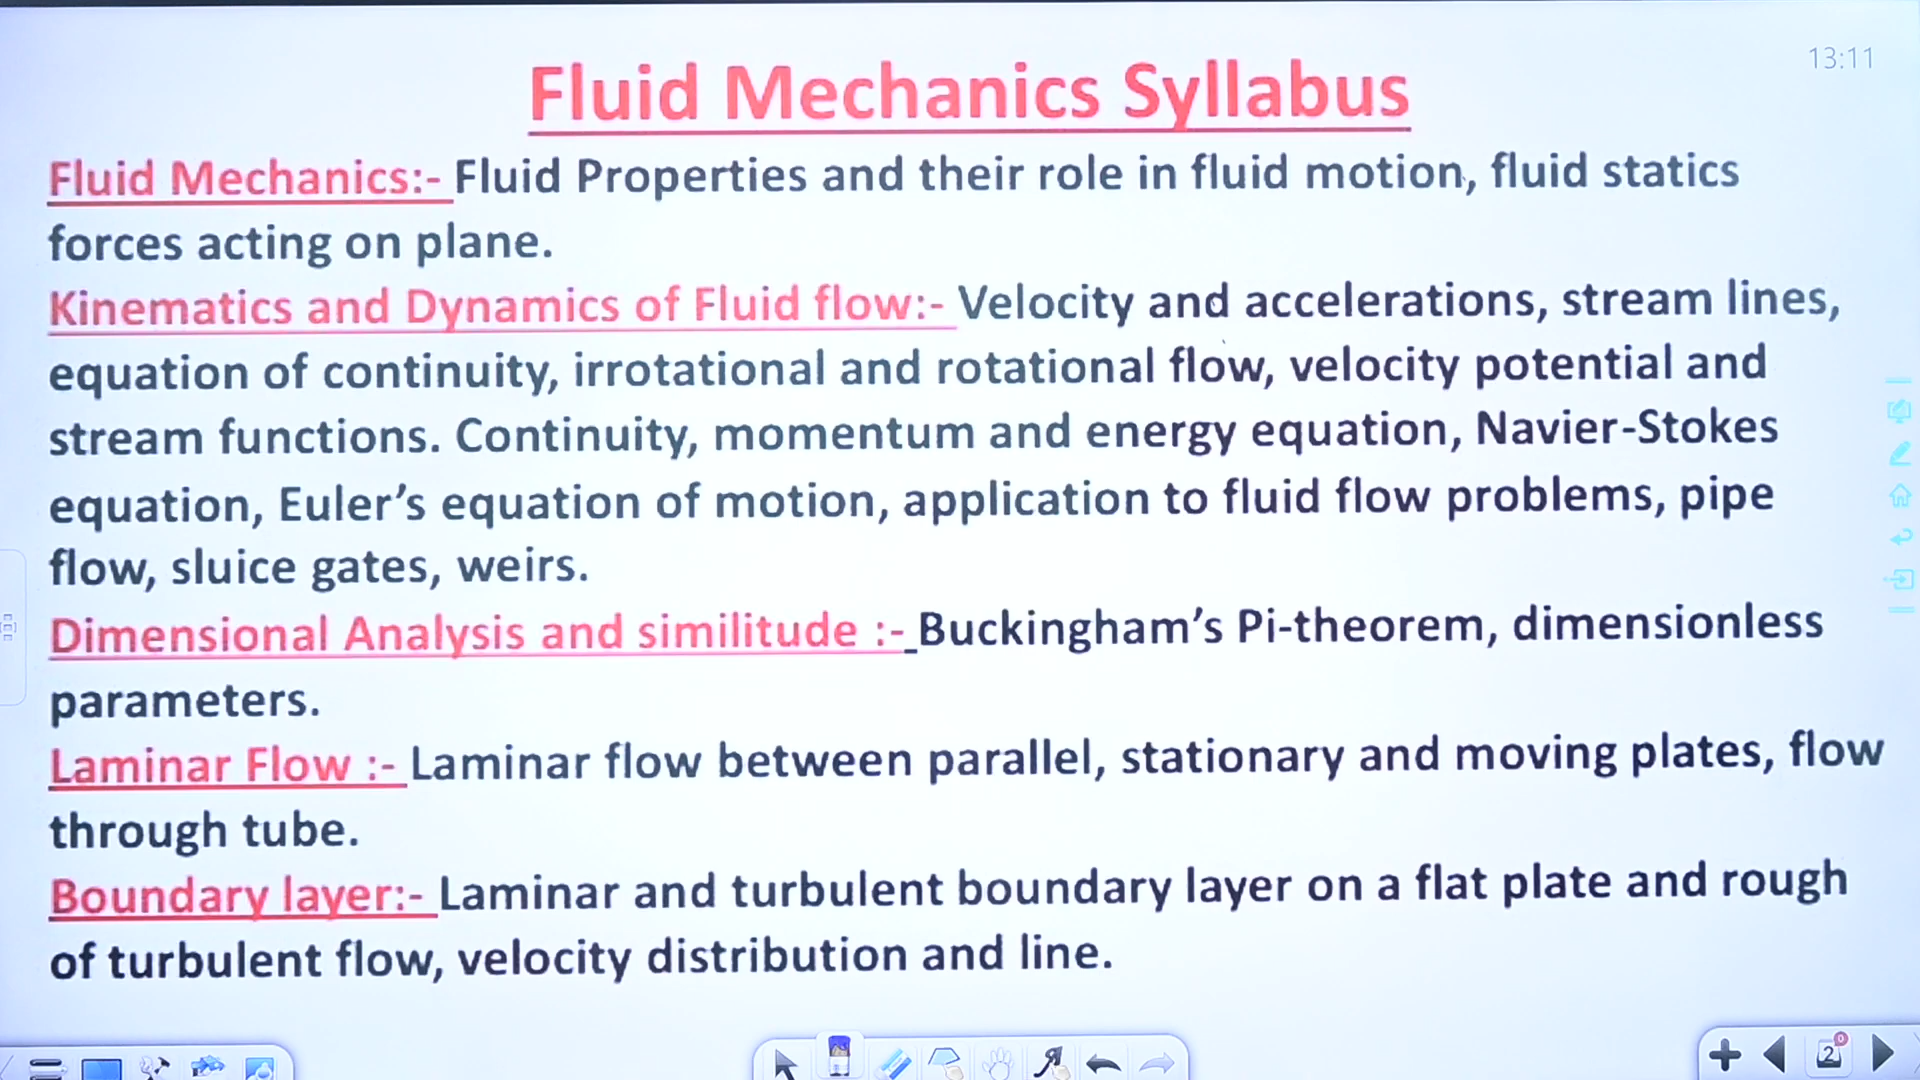 13:11
Fluid Mechanics Syllabus
Fluid Mechanics:- Fluid Properties and their role in fluid motion, fluid statics
forces acting on plane.
Kinematics and Dynamics of Fluid flow:- Velocity and accelerations, stream lines,
equation of continuity, irrotational and rotational flow, velocity potential and
stream functions. Continuity, momentum and energy equation, Navier-Stokes
equation, Euler’s equation of motion, application to fluid flow problems, pipe
flow, sluice gates, weirs.
Dimensional Analysis and similitude :- Buckingham’s Pi-theorem, dimensionless
parameters.
Laminar Flow :- Laminar flow between parallel, stationary and moving plates, flow
through tube.
Boundary layer:- Laminar and turbulent boundary layer on a flat plate and rough
of turbulent flow, velocity distribution and line.
2
0